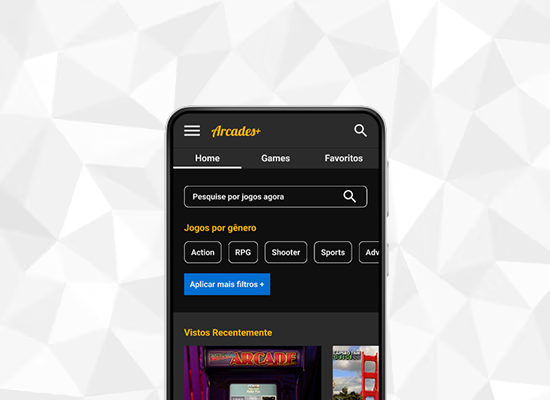 Arcades+
Home Games Favoritos
Pesquise por jogos agora
Jogos por gênero
Action RPG Shooter Sports Adv
Aplicar mais filtros +
Vistos Recentemente
ARCADE